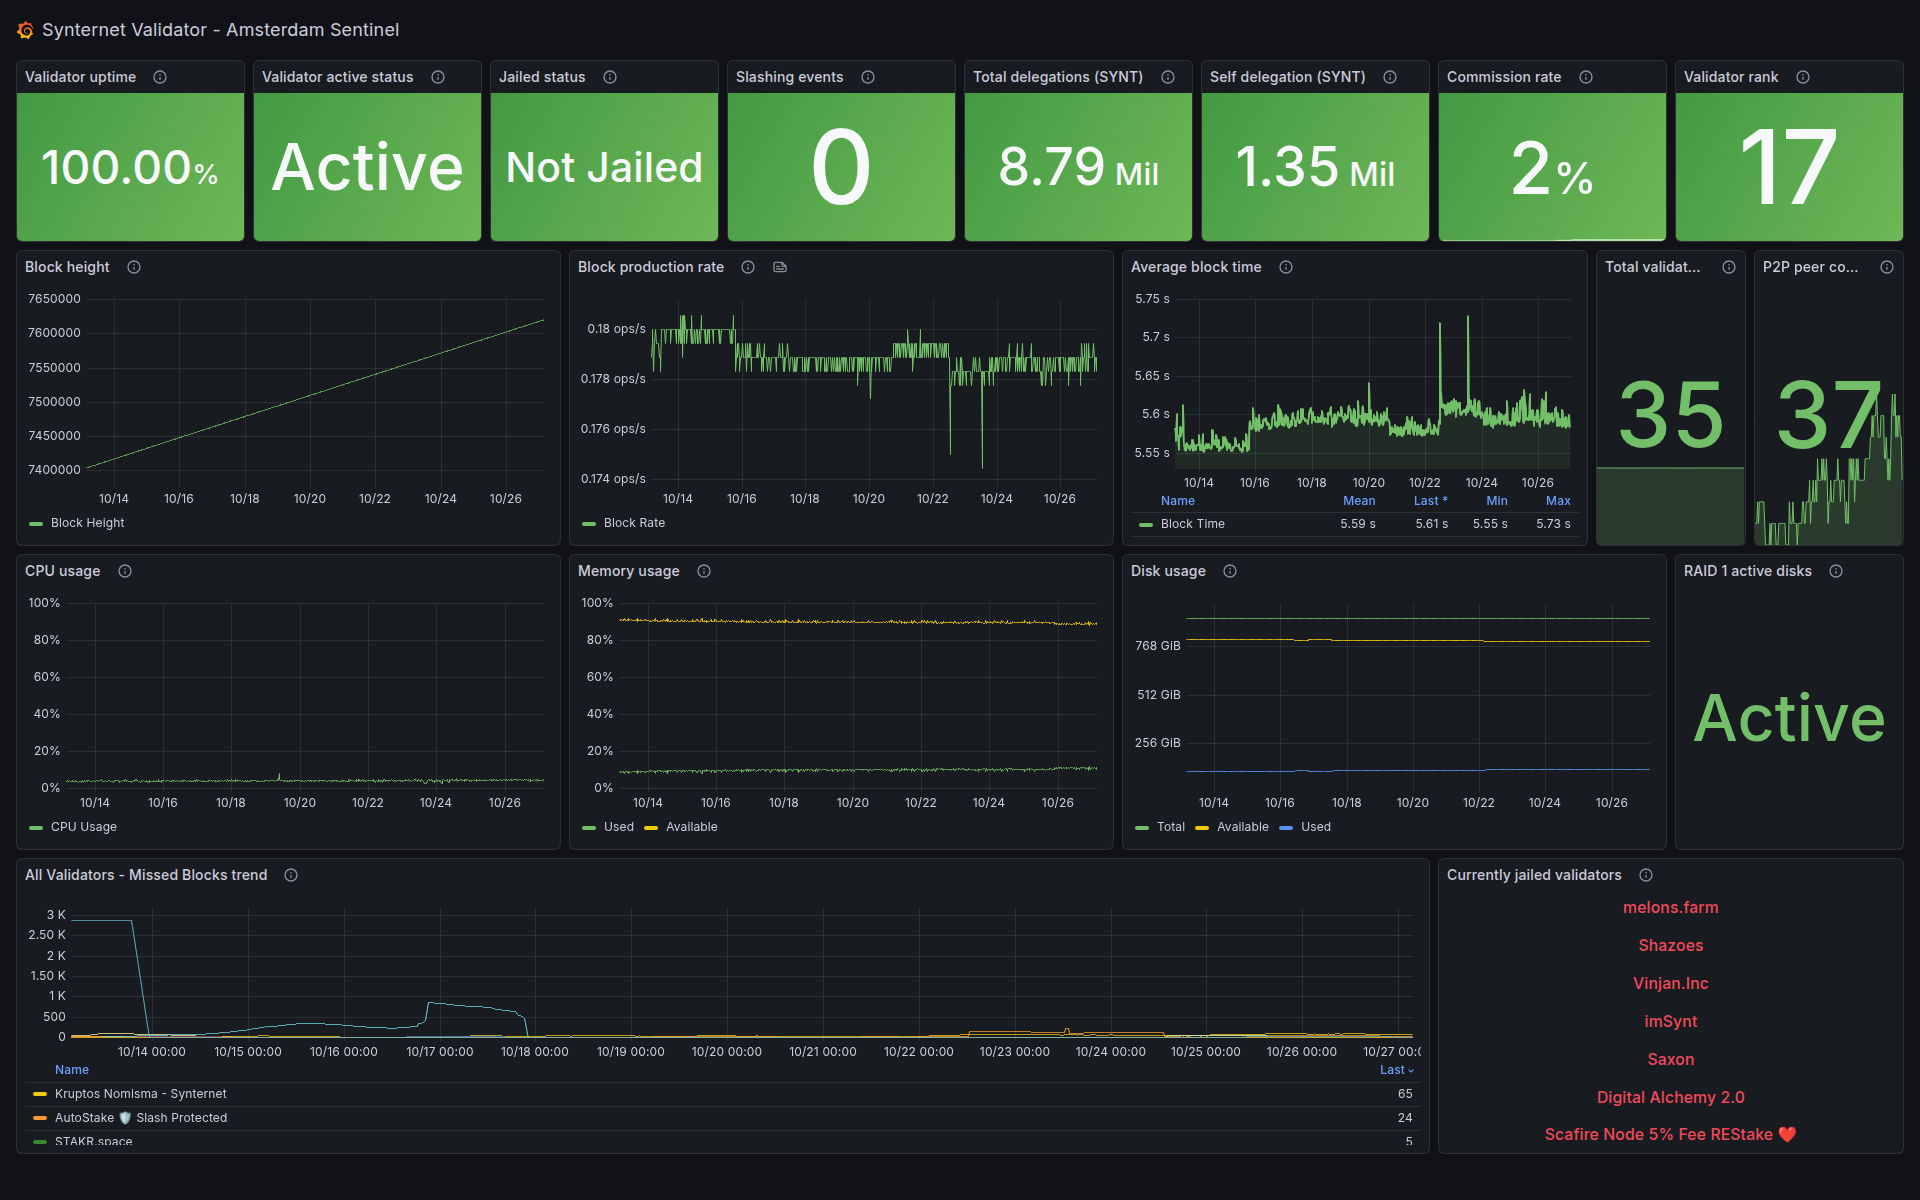 Synternet Validator - Amsterdam Sentinel
Validator uptime
100.00%
Validator active status
Active
Jailed status
Not Jailed
Slashing events
0
Total delegations (SYNT)
8.79 Mil
Self delegation (SYNT)
1.35 Mil
Commission rate
2%
Validator rank
17
Block height
7650000
7600000
7550000
7500000
7450000
7400000
10/14 10/16 10/18 10/20 10/22 10/24 10/26
Block Height
Block production rate
0.18 ops/s
0.178 ops/s
0.176 ops/s
0.174 ops/s
10/14 10/16 10/18 10/20 10/22 10/24 10/26
Block Rate
Average block time
5.75 s
5.7 s
5.65 s
5.6 s
5.55 s
10/14 10/16 10/18 10/20 10/22 10/24 10/26
Name Mean Last * Min Max
Block Time 5.59 s 5.61 s 5.55 s 5.73 s
Total validat...
35
P2P peer co...
37
CPU usage
100%
80%
60%
40%
20%
0%
10/14 10/16 10/18 10/20 10/22 10/24 10/26
CPU Usage
Memory usage
100%
80%
60%
40%
20%
0%
10/14 10/16 10/18 10/20 10/22 10/24 10/26
Used Available
Disk usage
768 GiB
512 GiB
256 GiB
10/14 10/16 10/18 10/20 10/22 10/24 10/26
Total Available Used
RAID 1 active disks
Active
All Validators - Missed Blocks trend
3 K
2.50 K
2 K
1.50 K
1 K
500
0
10/14 00:00 10/15 00:00 10/16 00:00 10/17 00:00 10/18 00:00 10/19 00:00 10/20 00:00 10/21 00:00 10/22 00:00 10/23 00:00 10/24 00:00 10/25 00:00 10/26 00:00 10/27 00:0
Name Last
Kruptos Nomisma - Synternet 65
AutoStake 🛡️ Slash Protected 24
STAKR.space 5
Currently jailed validators
melons.farm
Shazoes
Vinjan.Inc
imSynt
Saxon
Digital Alchemy 2.0
Scafire Node 5% Fee REStake ❤️